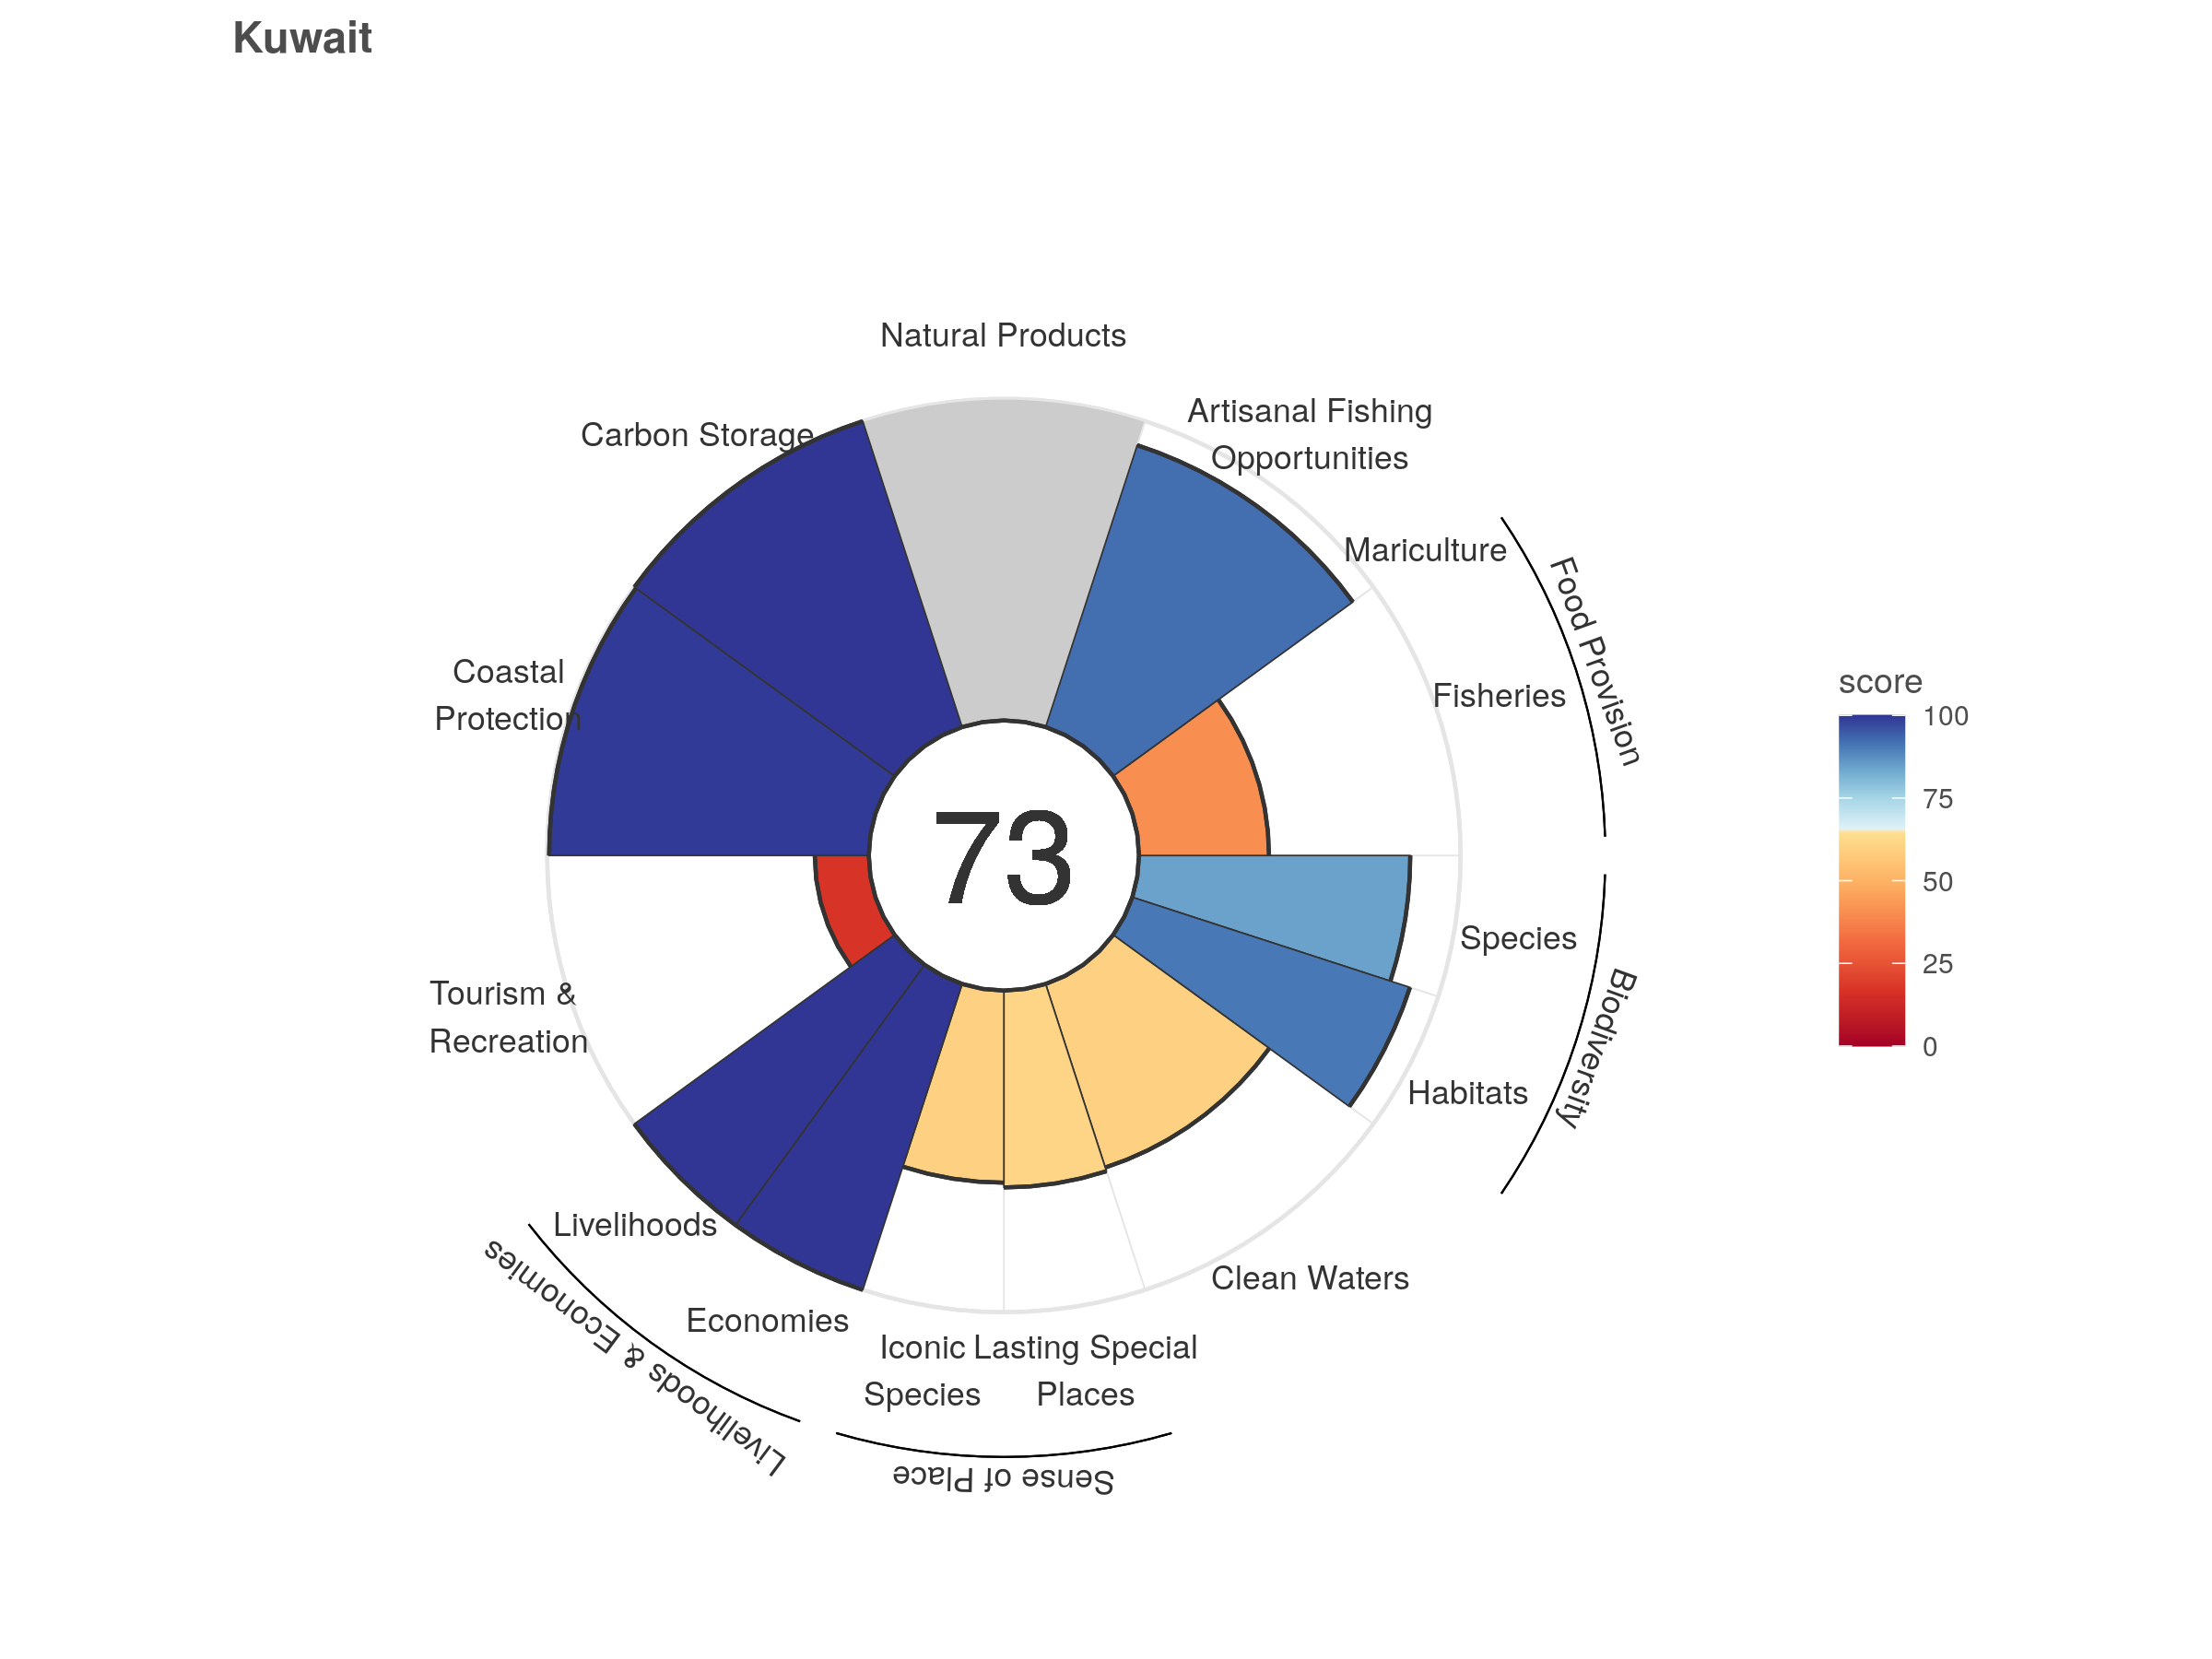 Kuwait
Natural Products
Artisanal Fishing
Opportunities
Carbon Storage
Mariculture
Food Provision
Fisheries
Coastal
Protection
score
100
75
50
25
0
73
Species
Biodiversity
Habitats
Tourism &
Recreation
Livelihoods
Livelihoods & Economies
Economies
Clean Waters
Iconic
Species
Lasting Special
Places
Sense of Place